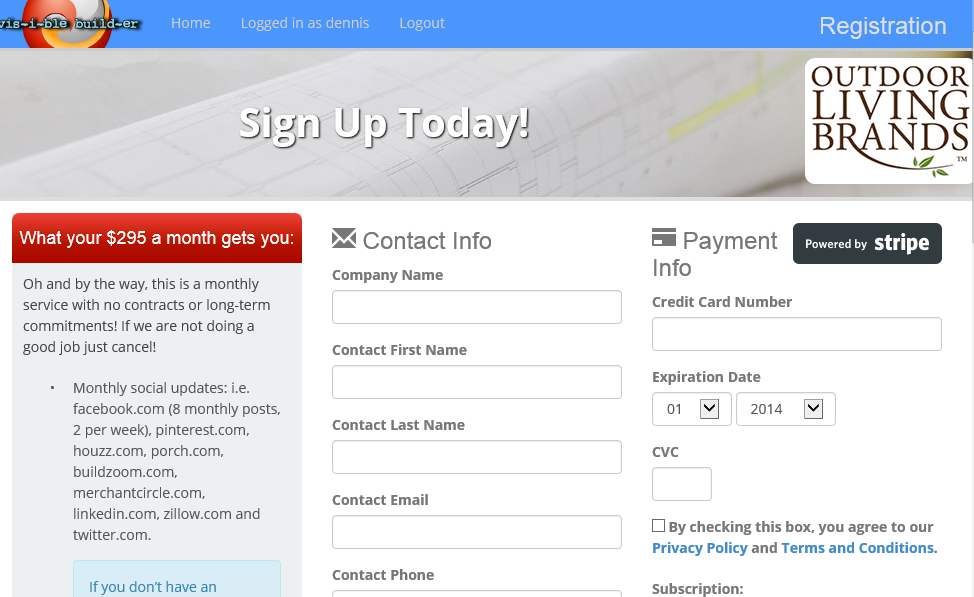 vis-i-ble build-er
Home
Logged in as dennis
Logout
Registration
Sign Up Today!
OUTDOOR
LIVING
BRANDS
TM
What your $295 a month gets you:
Oh and by the way, this is a monthly
service with no contracts or long-term
commitments! If we are not doing a
good job just cancel!
• Monthly social updates: i.e.
facebook.com (8 monthly posts,
2 per week), pinterest.com,
houzz.com, porch.com,
buildzoom.com,
merchantcircle.com,
linkedin.com, zillow.com and
twitter.com.
If you don't have an
Contact Info
Company Name
Contact First Name
Contact Last Name
Contact Email
Contact Phone
Payment
Info
Powered by stripe
Credit Card Number
Expiration Date
01
2014
CVC
By checking this box, you agree to our
Privacy Policy and Terms and Conditions.
Subscription: